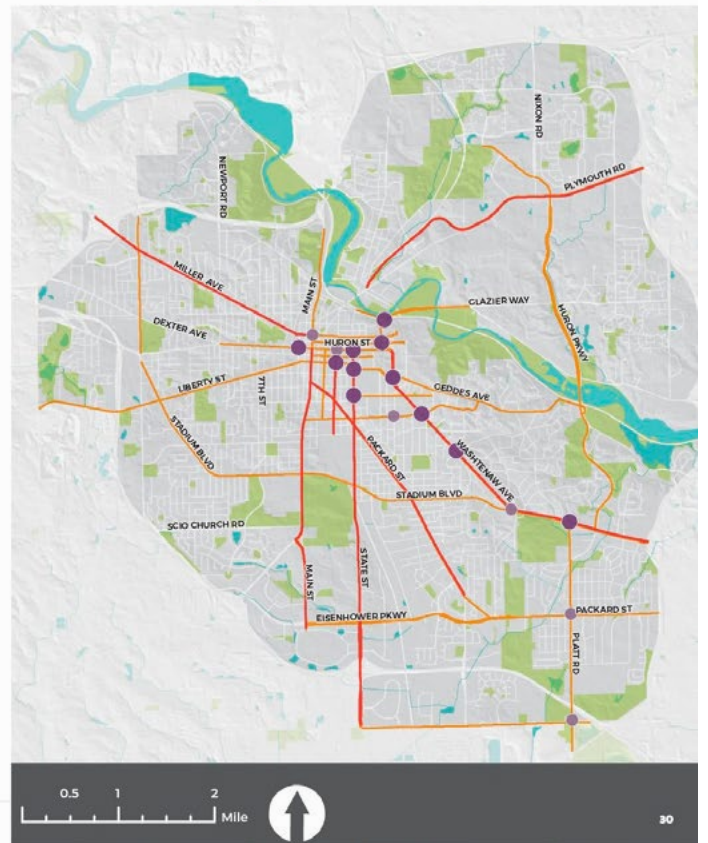 NIXON RD
PLYMOUTH RD
NEWPORT RD
MILLER AVE
MAIN ST
GLAZIER WAY
HURON PKWY
DEXTER AVE
HURON ST
LIBERTY ST
7TH ST
GEDDES AVE
STADIUM BLVD
PACKARD ST
WASHTENAW AVE
STADIUM BLVD
SCIO CHURCH RD
MAIN ST
STATE ST
EISENHOWER PKWY
PACKARD ST
PLATT RD
0.5 1 2
Mile
30